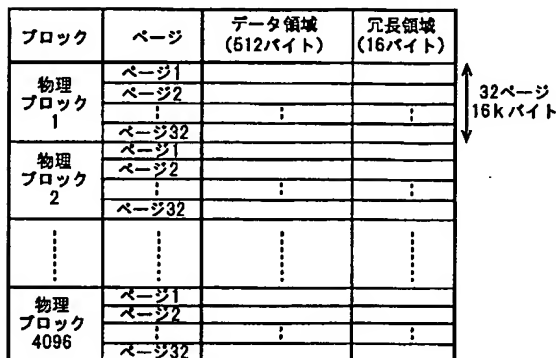 ブロック ページ データ領域 冗長領域
(512バイト) (16バイト)
物理
ブロック
1
ページ1
ページ2
ページ32
32ページ
16kバイト
物理
ブロック
2
ページ1
ページ2
ページ32
物理
ブロック
4096
ページ1
ページ2
ページ32